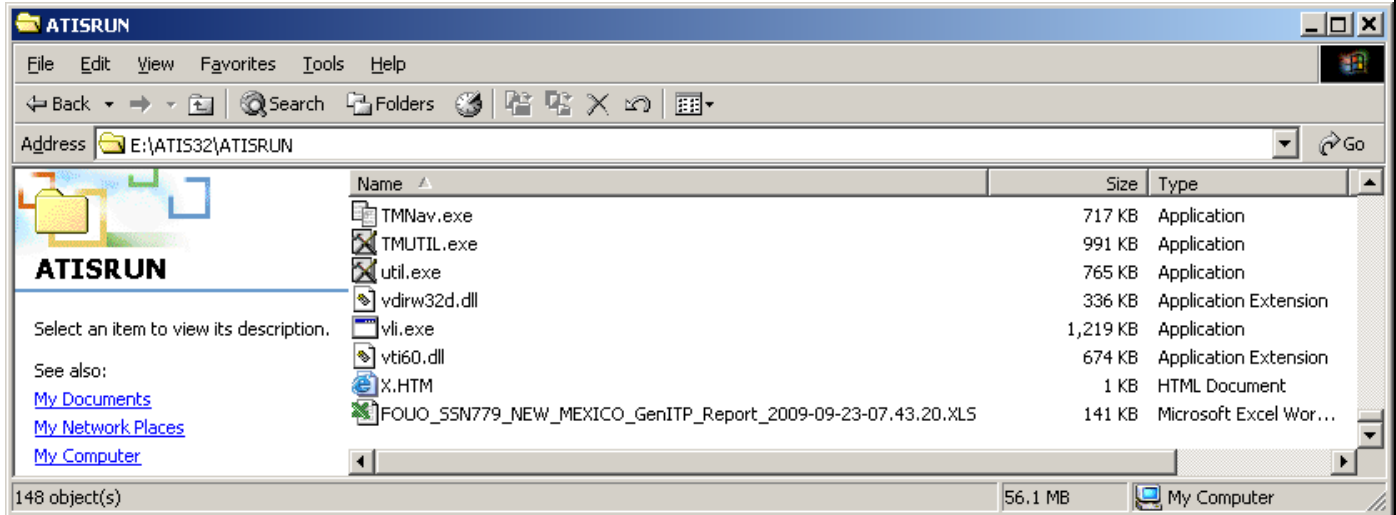 ATISRUN
File Edit View Favorites Tools Help
Back Search Folders
Address E:\ATIS32\ATISRUN Go
Name Size Type
TMNav.exe 717 KB Application
TMUTIL.exe 991 KB Application
ATISRUN
util.exe 765 KB Application
vdirw32d.dll 336 KB Application Extension
Select an item to view its description.
vli.exe 1,219 KB Application
vti60.dll 674 KB Application Extension
See also:
X.HTM 1 KB HTML Document
My Documents
FOUO_SSN779_NEW_MEXICO_GenITP_Report_2009-09-23-07.43.20.XLS 141 KB Microsoft Excel Wor...
My Network Places
My Computer
148 object(s) 56.1 MB My Computer